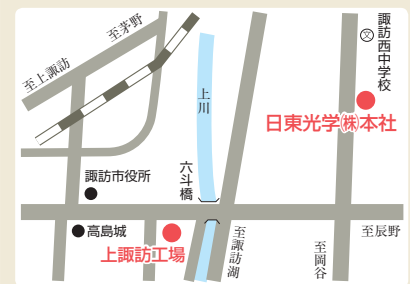 至茅野
至上諏訪
上川
諏訪西中学校
文
日東光学㈱本社
諏訪市役所
六斗橋
高島城
上諏訪工場
至諏訪湖
至岡谷
至辰野